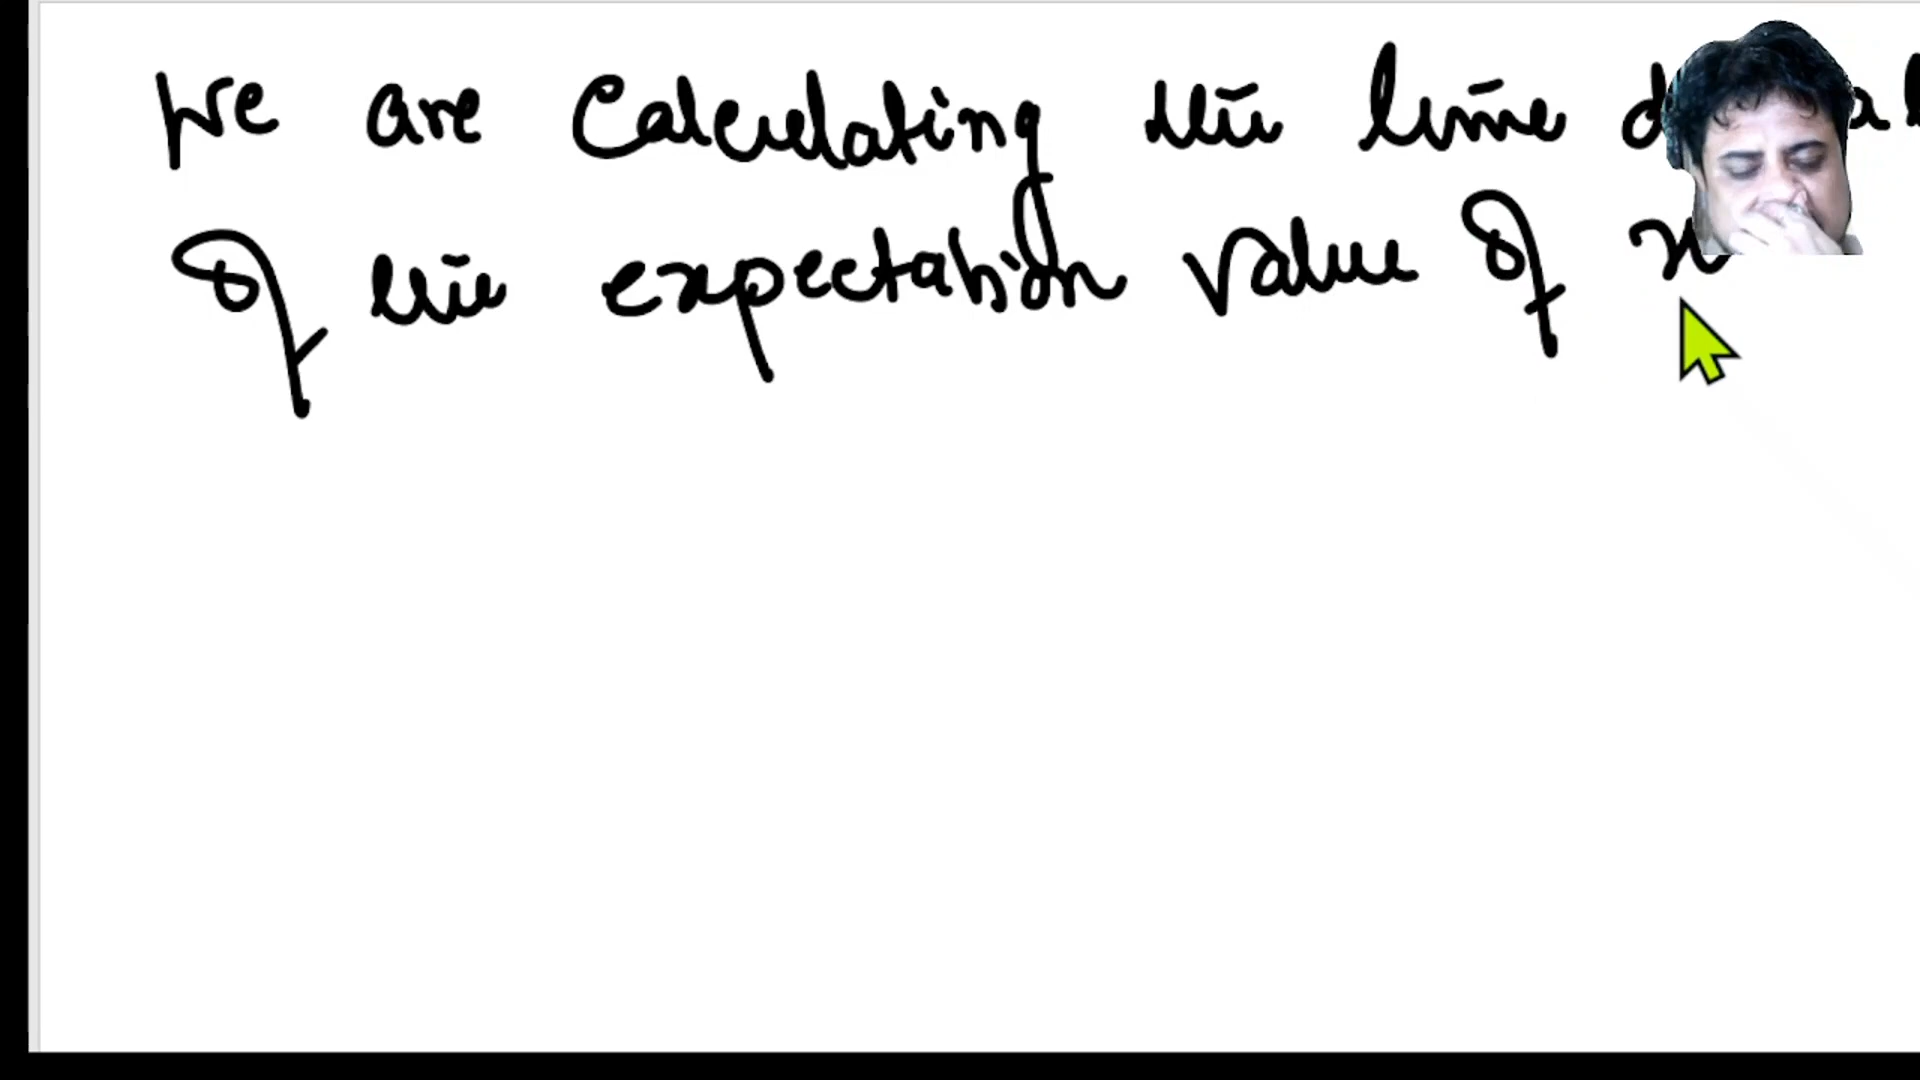 We are Calculating the time
of the expectation value of x